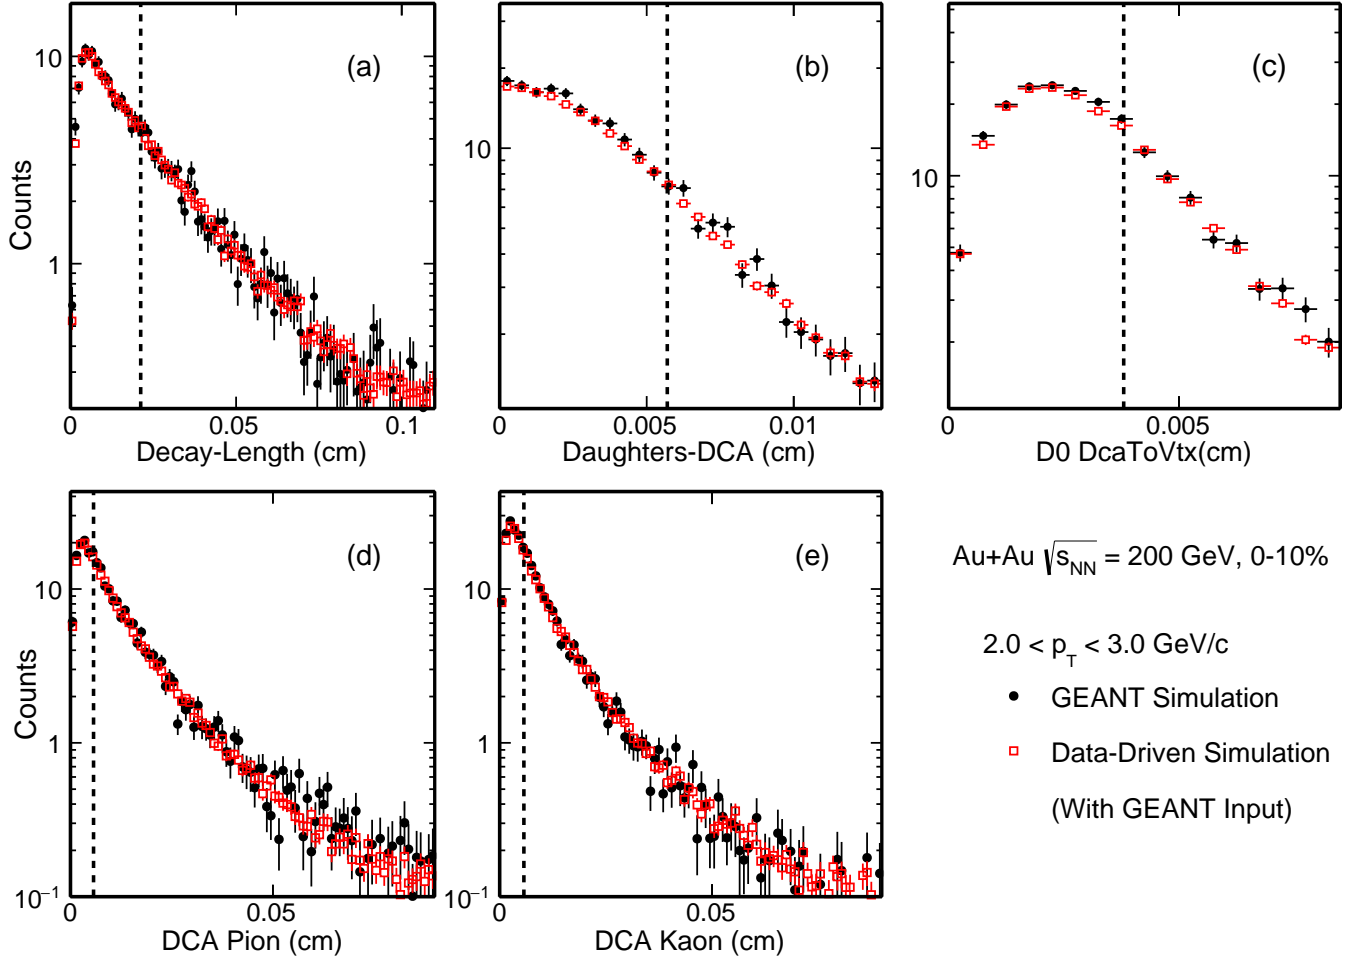 (a)
10
1
Counts
0
0.05
0.1
Decay-Length (cm)
(b)
10
0
0.005
0.01
Daughters-DCA (cm)
(c)
10
0
0.005
D0 DcaToVtx(cm)
(d)
10
1
10−1
Counts
0
0.05
DCA Pion (cm)
(e)
10
1
10−1
0
0.05
DCA Kaon (cm)
Au+Au √sNN = 200 GeV, 0-10%
2.0 < pT < 3.0 GeV/c
GEANT Simulation
Data-Driven Simulation
(With GEANT Input)